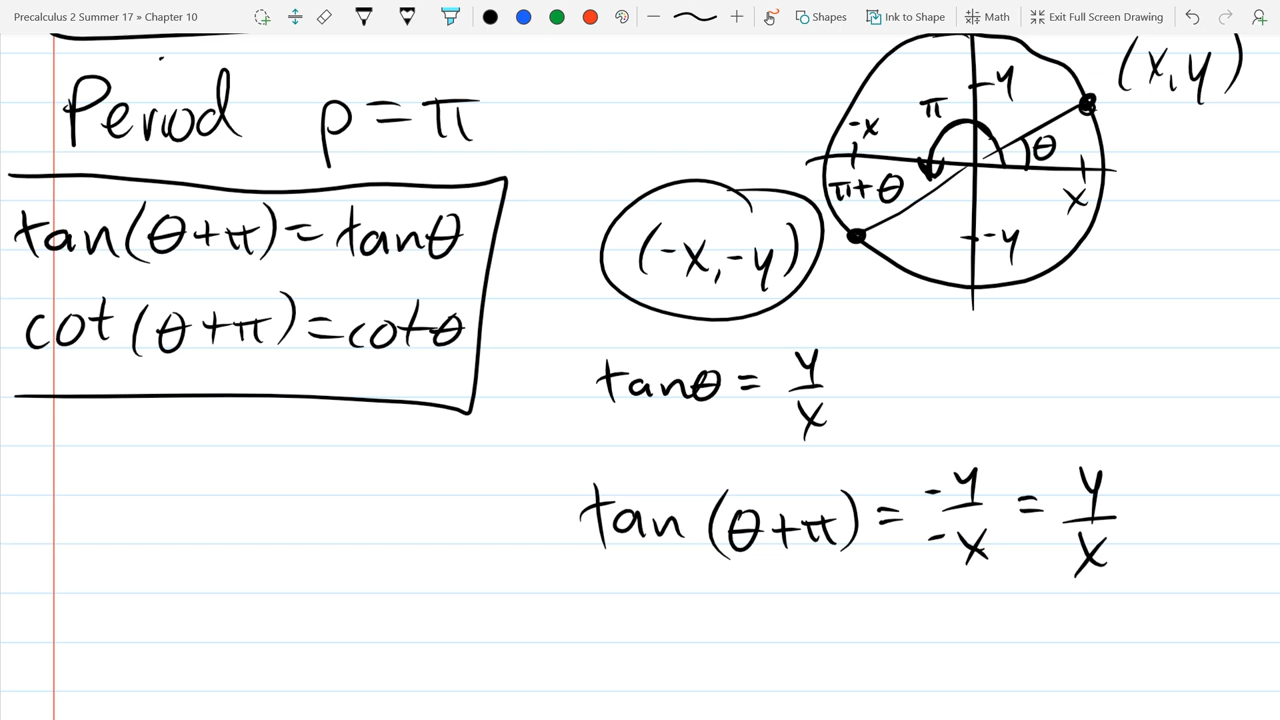 Precalculus 2 Summer 17 » Chapter 10
Shapes
Ink to Shape
Math
Exit Full Screen Drawing
Period p = π
tan(θ+π) = tanθ
cot(θ+π) = cotθ
(x,y)
y
π
-x
θ
π+θ
x
-y
(-x,-y)
tanθ = y/x
tan(θ+π) = -y/-x = y/x